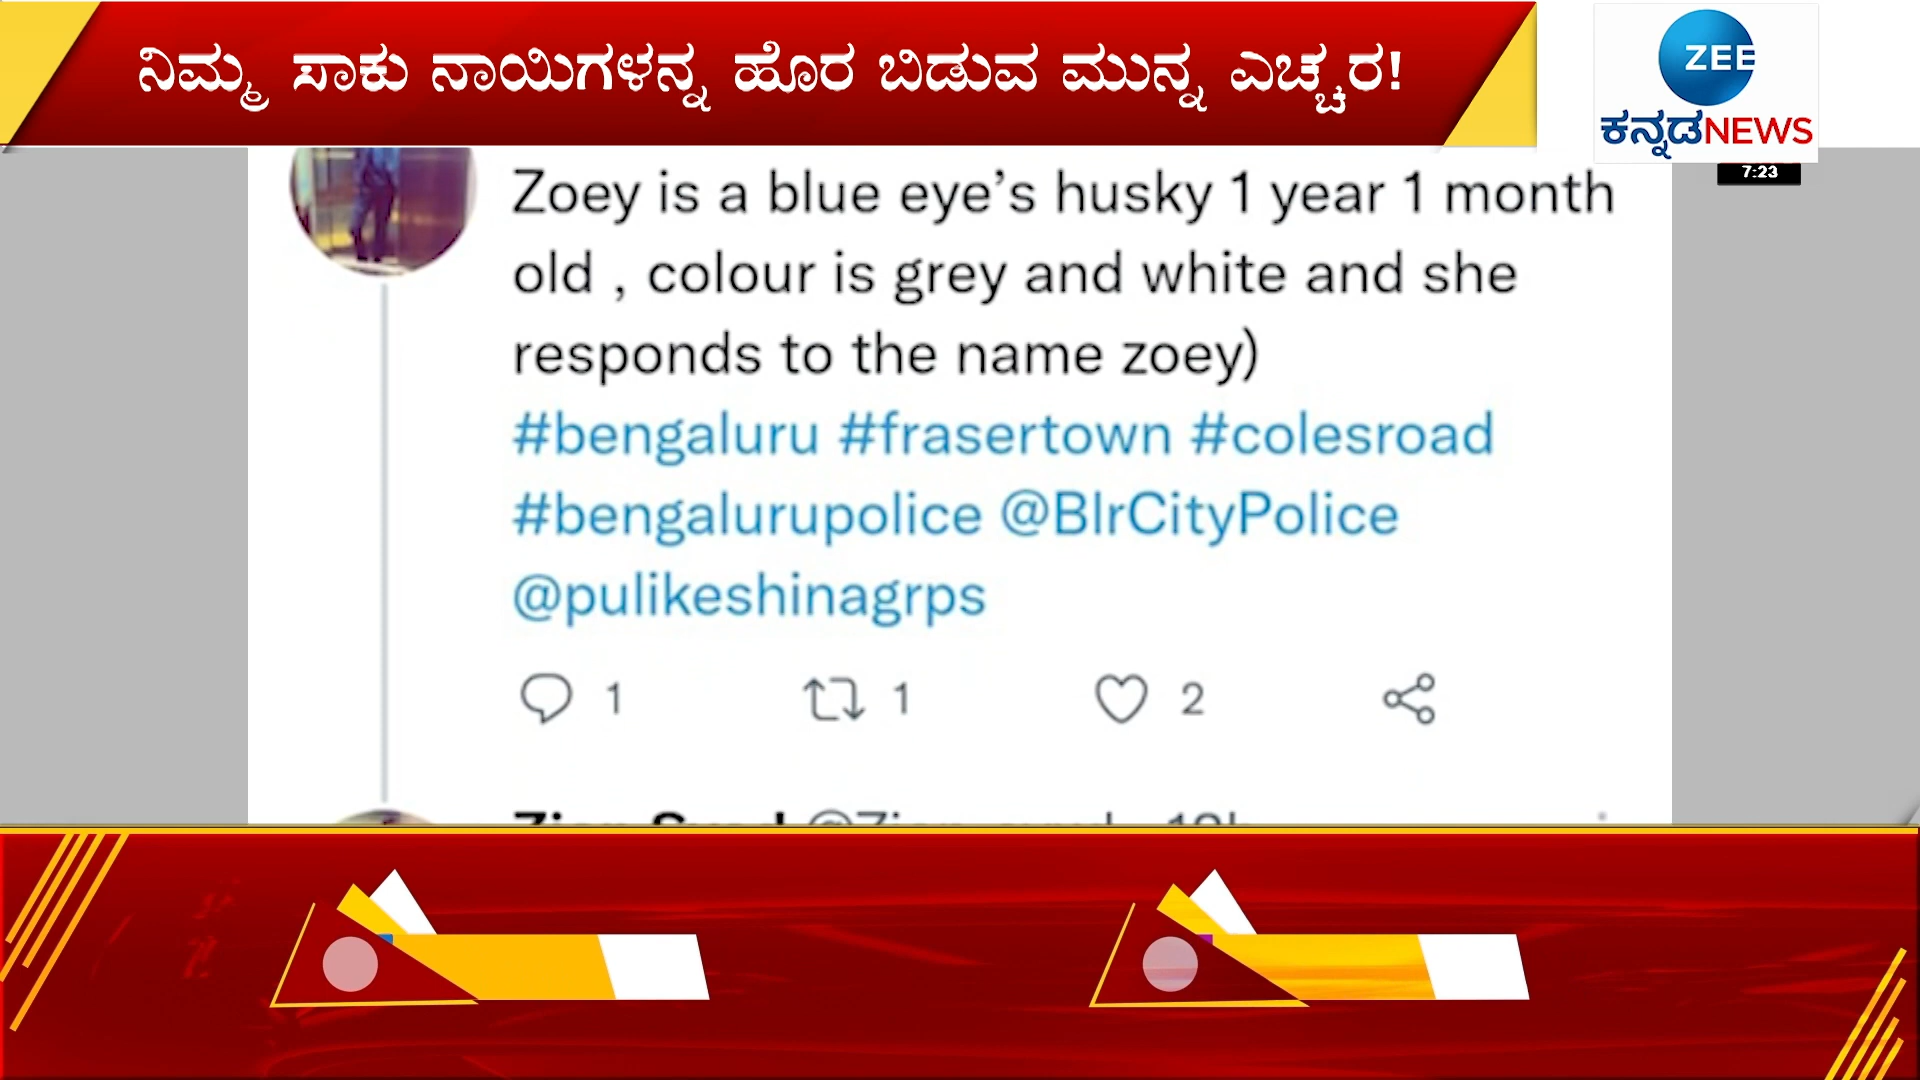 ನಿಮ್ಮ ಸಾಕು ನಾಯಿಗಳನ್ನ ಹೊರ ಬಿಡುವ ಮುನ್ನ ಎಚ್ಚರ!
ZEE
ಕನ್ನಡNEWS
7:23
Zoey is a blue eye’s husky 1 year 1 month
old , colour is grey and white and she
responds to the name zoey)
#bengaluru #frasertown #colesroad
#bengalurupolice @BlrCityPolice
@pulikeshinagrps
1 1 2